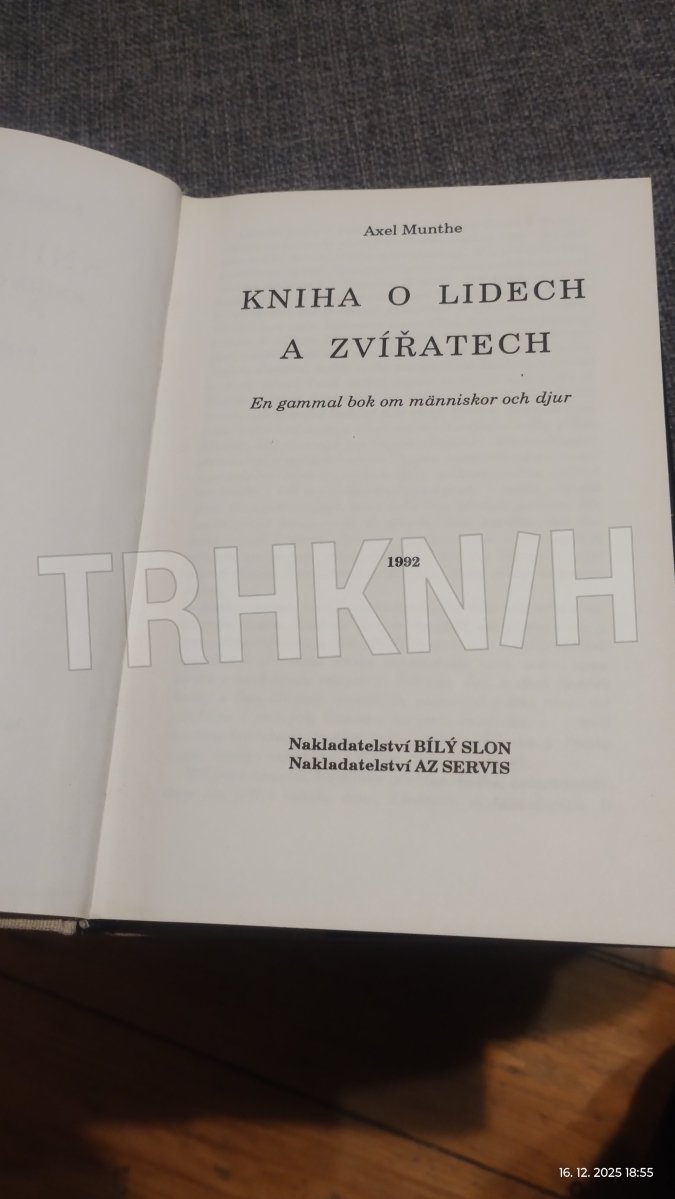 Axel Munthe
KNIHA O LIDECH
A ZVÍŘATECH
En gammal bok om människor och djur
1992
TRHKNIH
Nakladatelství BÍLÝ SLON
Nakladatelství AZ SERVIS
16. 12. 2025 18:55